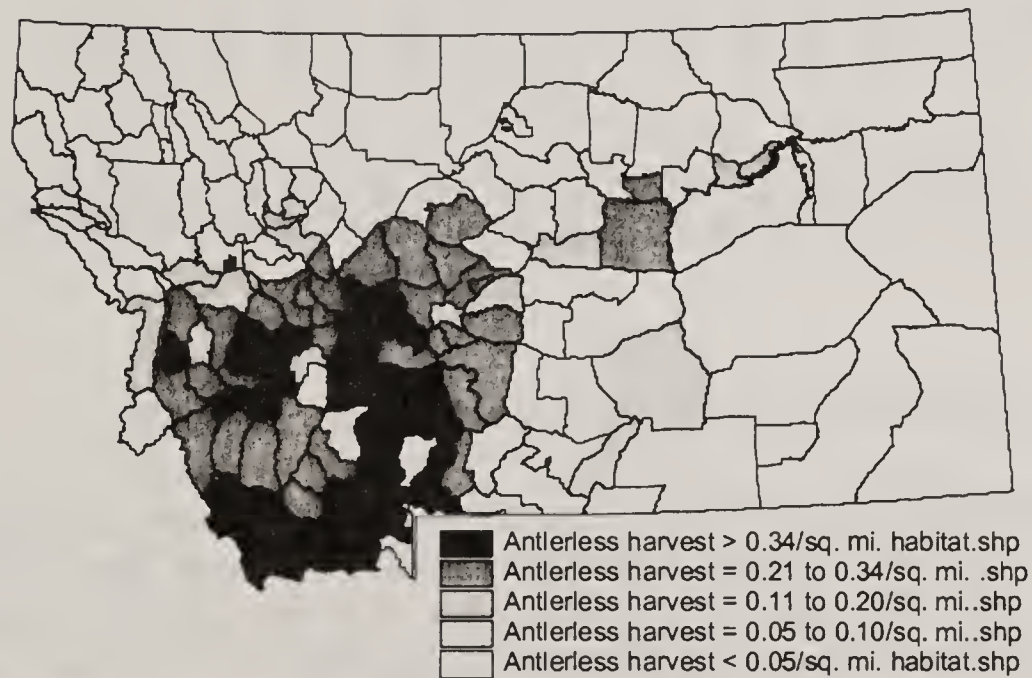 Antlerless harvest > 0.34/sq. mi. habitat.shp
Antlerless harvest = 0.21 to 0.34/sq. mi. .shp
Antlerless harvest = 0.11 to 0.20/sq. mi..shp
Antlerless harvest = 0.05 to 0.10/sq. mi..shp
Antlerless harvest < 0.05/sq. mi. habitat.shp